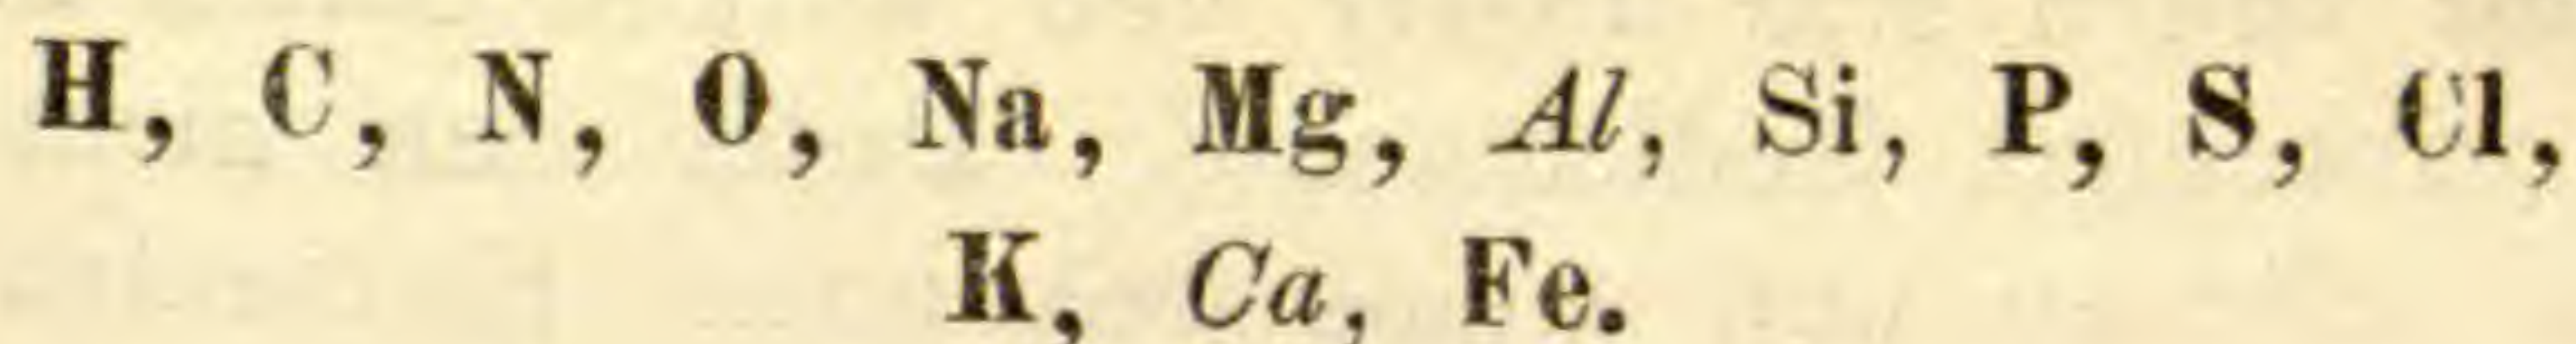 H, C, N, O, Na, Mg, Al, Si, P, S, Cl,
K, Ca, Fe.